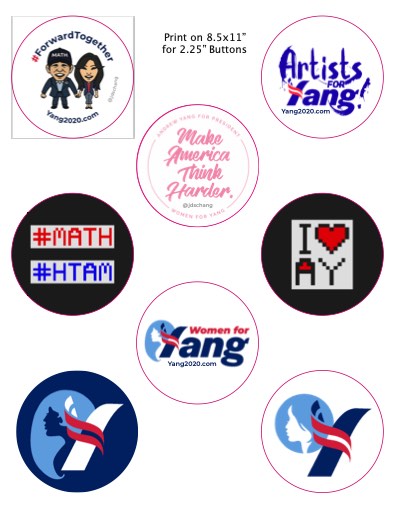 #ForwardTogether
MATH
@jdschang
Yang2020.com
Print on 8.5x11”
for 2.25” Buttons
Artists
FOR
Yang!
Yang2020.com
ANDREW YANG FOR PRESIDENT
Make
America
Think
Harder.
@jdschang
WOMEN FOR YANG
#MATH
#HTAM
I
AY
Women for
Yang
Yang2020.com
Y
Y